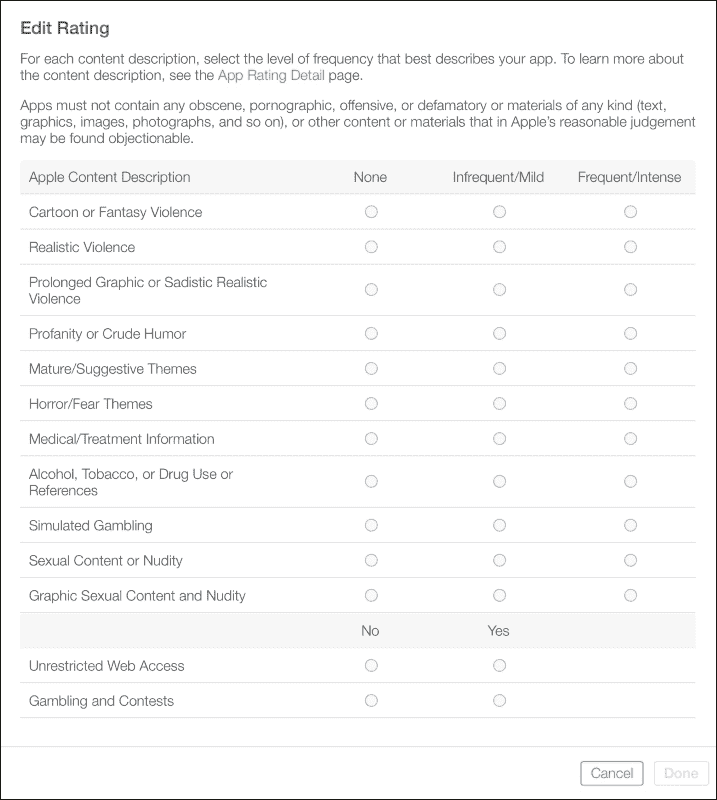 Edit Rating
For each content description, select the level of frequency that best describes your app. To learn more about
the content description, see the App Rating Detail page.
Apps must not contain any obscene, pornographic, offensive, or defamatory or materials of any kind (text,
graphics, images, photographs, and so on), or other content or materials that in Apple's reasonable judgement
may be found objectionable.
Apple Content Description None Infrequent/Mild Frequent/Intense
Cartoon or Fantasy Violence
Realistic Violence
Prolonged Graphic or Sadistic Realistic
Violence
Profanity or Crude Humor
Mature/Suggestive Themes
Horror/Fear Themes
Medical/Treatment Information
Alcohol, Tobacco, or Drug Use or
References
Simulated Gambling
Sexual Content or Nudity
Graphic Sexual Content and Nudity
No Yes
Unrestricted Web Access
Gambling and Contests
Cancel Done